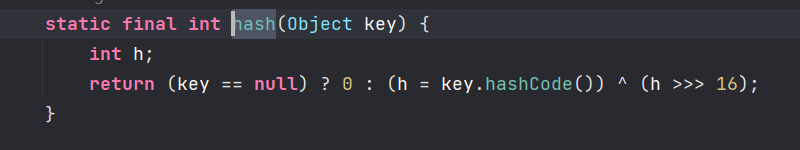 static final int hash(Object key) {
    int h;
    return (key == null) ? 0 : (h = key.hashCode()) ^ (h >>> 16);
}